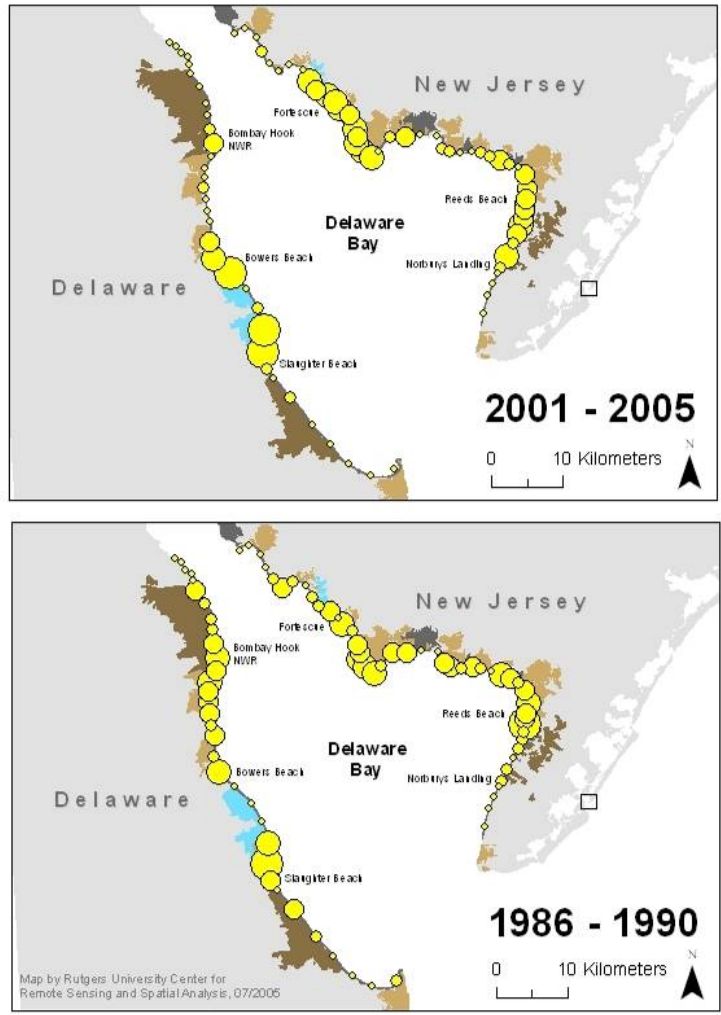 New Jersey
Fortescue
Bombay Hook
NWR
Reeds Beach
Delaware
Bay
Bowers Beach
Norburys Landing
Delaware
Slaughter Beach
2001 - 2005
N
0 10 Kilometers
New Jersey
Fortescue
Bombay Hook
NWR
Reeds Beach
Delaware
Bay
Bowers Beach
Norburys Landing
Delaware
Slaughter Beach
1986 - 1990
N
0 10 Kilometers
Map by Rutgers University Center for
Remote Sensing and Spatial Analysis, 07/2005